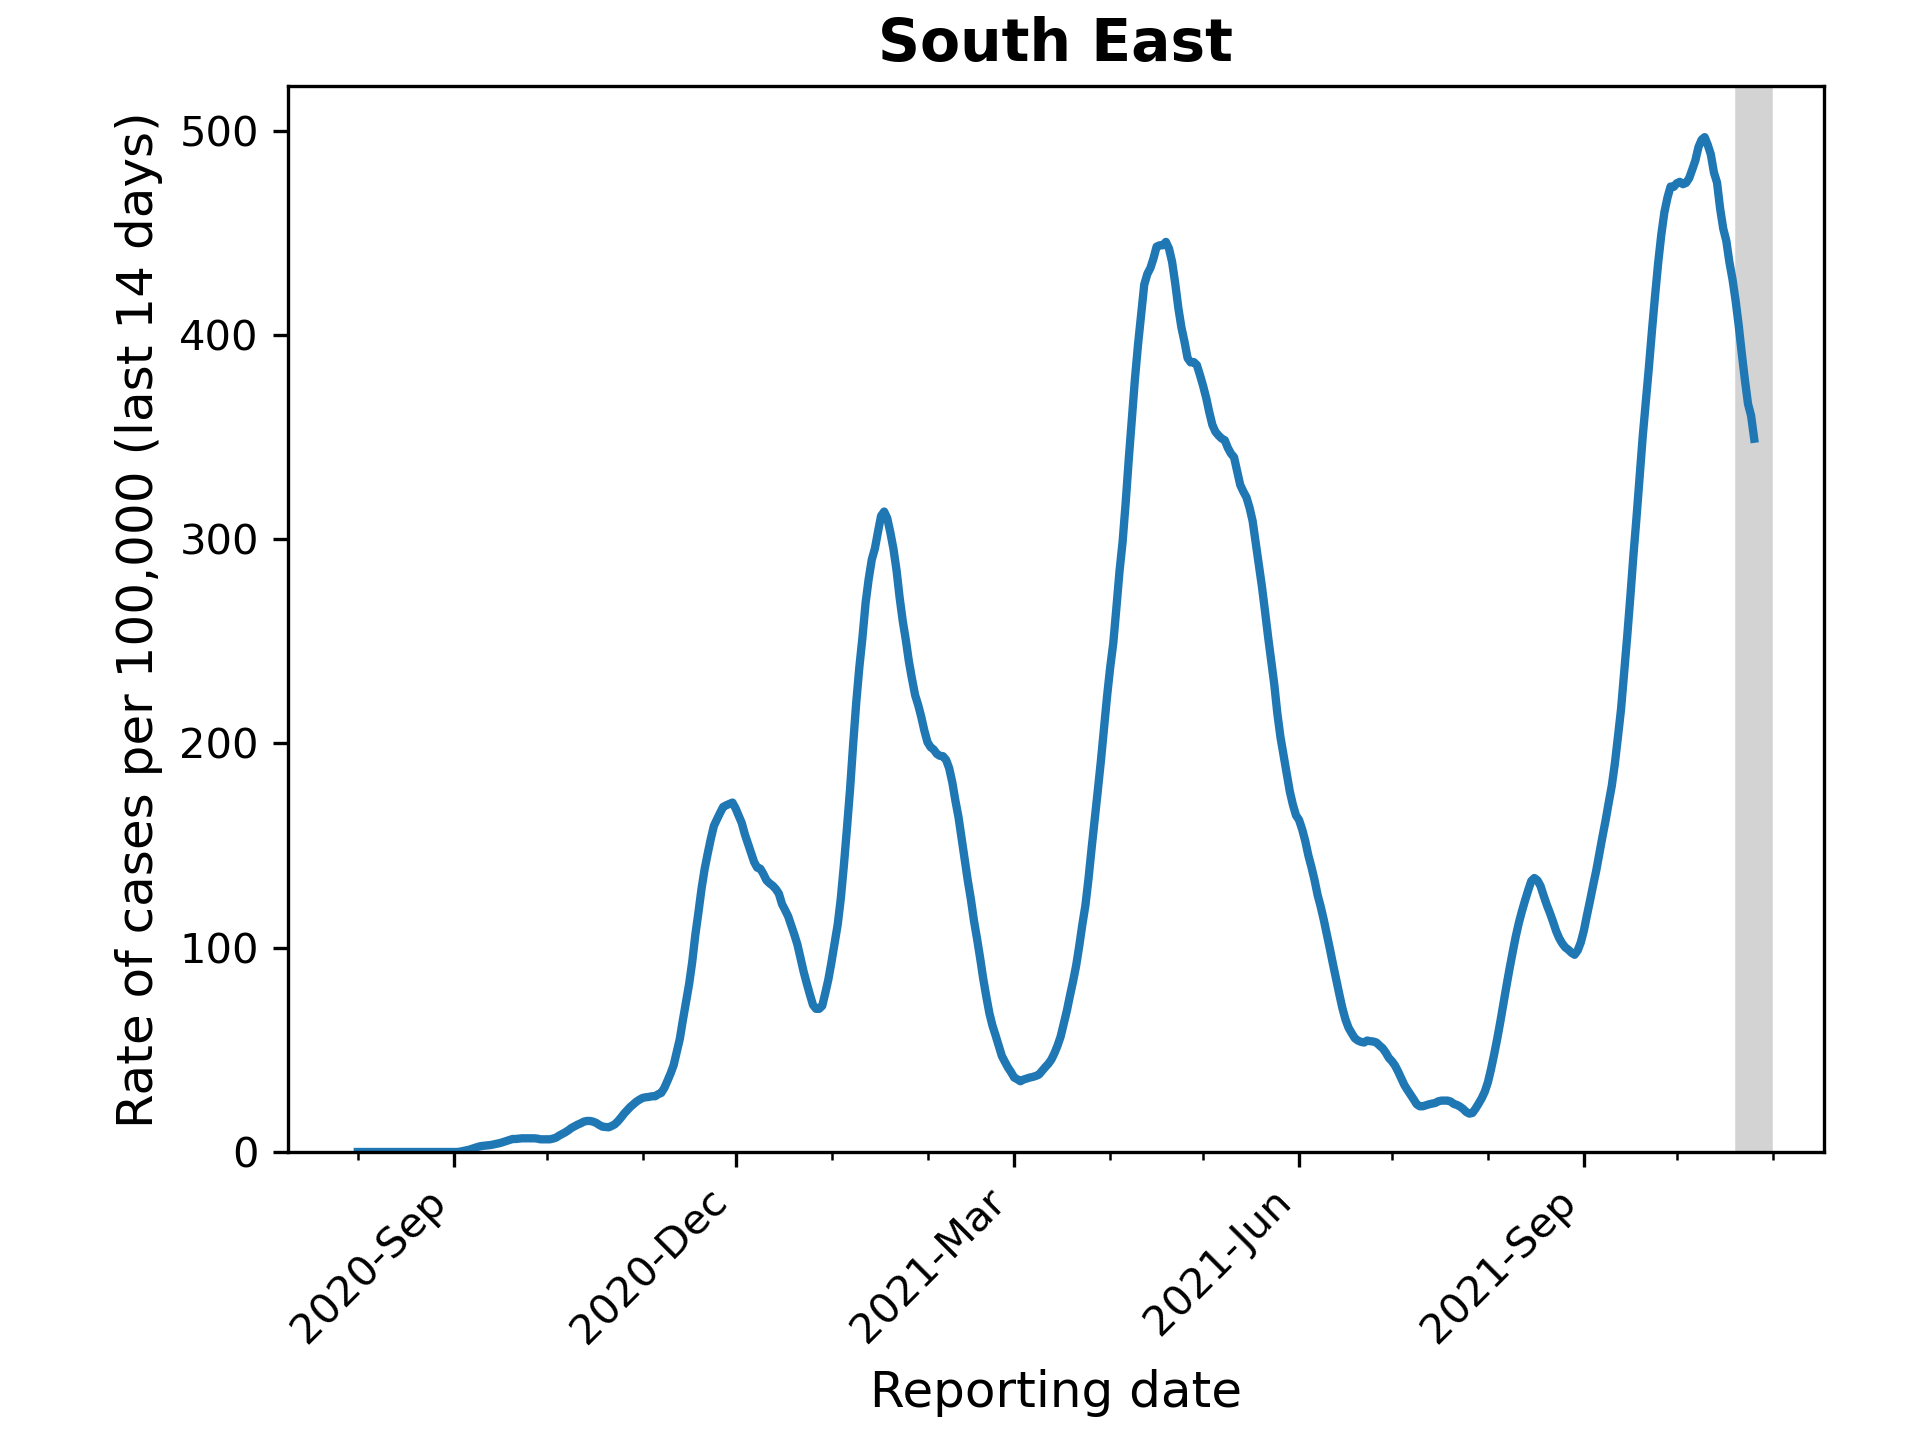 South East
Rate of cases per 100,000 (last 14 days)
500
400
300
200
100
0
2020-Sep
2020-Dec
2021-Mar
2021-Jun
2021-Sep
Reporting date